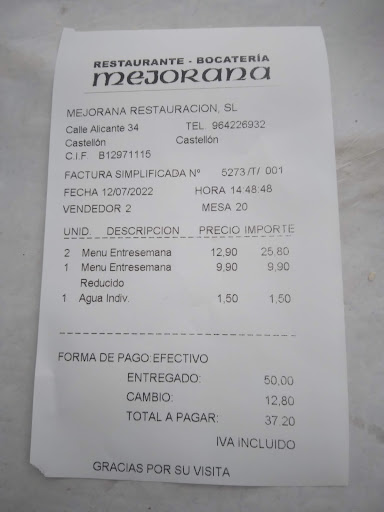 RESTAURANTE - BOCATERÍA
MEJORANA
MEJORANA RESTAURACION, SL
Calle Alicante 34 TEL. 964226932
Castellón Castellón
C.I.F B12971115
FACTURA SIMPLIFICADA Nº 5273/T/ 001
FECHA 12/07/2022 HORA 14:48:48
VENDEDOR 2 MESA 20
UNID. DESCRIPCION PRECIO IMPORTE
2 Menu Entresemana 12,90 25,80
1 Menu Entresemana 9,90 9,90
Reducido
1 Agua Indiv. 1,50 1,50
FORMA DE PAGO:EFECTIVO
ENTREGADO: 50,00
CAMBIO: 12,80
TOTAL A PAGAR: 37,20
IVA INCLUIDO
GRACIAS POR SU VISITA